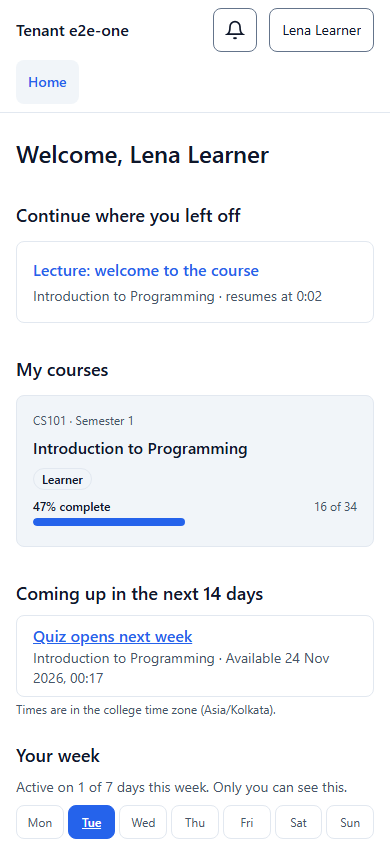 Tenant e2e-one
Lena Learner
Home
Welcome, Lena Learner
Continue where you left off
Lecture: welcome to the course
Introduction to Programming · resumes at 0:02
My courses
CS101 · Semester 1
Introduction to Programming
Learner
47% complete
16 of 34
Coming up in the next 14 days
Quiz opens next week
Introduction to Programming · Available 24 Nov
2026, 00:17
Times are in the college time zone (Asia/Kolkata).
Your week
Active on 1 of 7 days this week. Only you can see this.
Mon Tue Wed Thu Fri Sat Sun